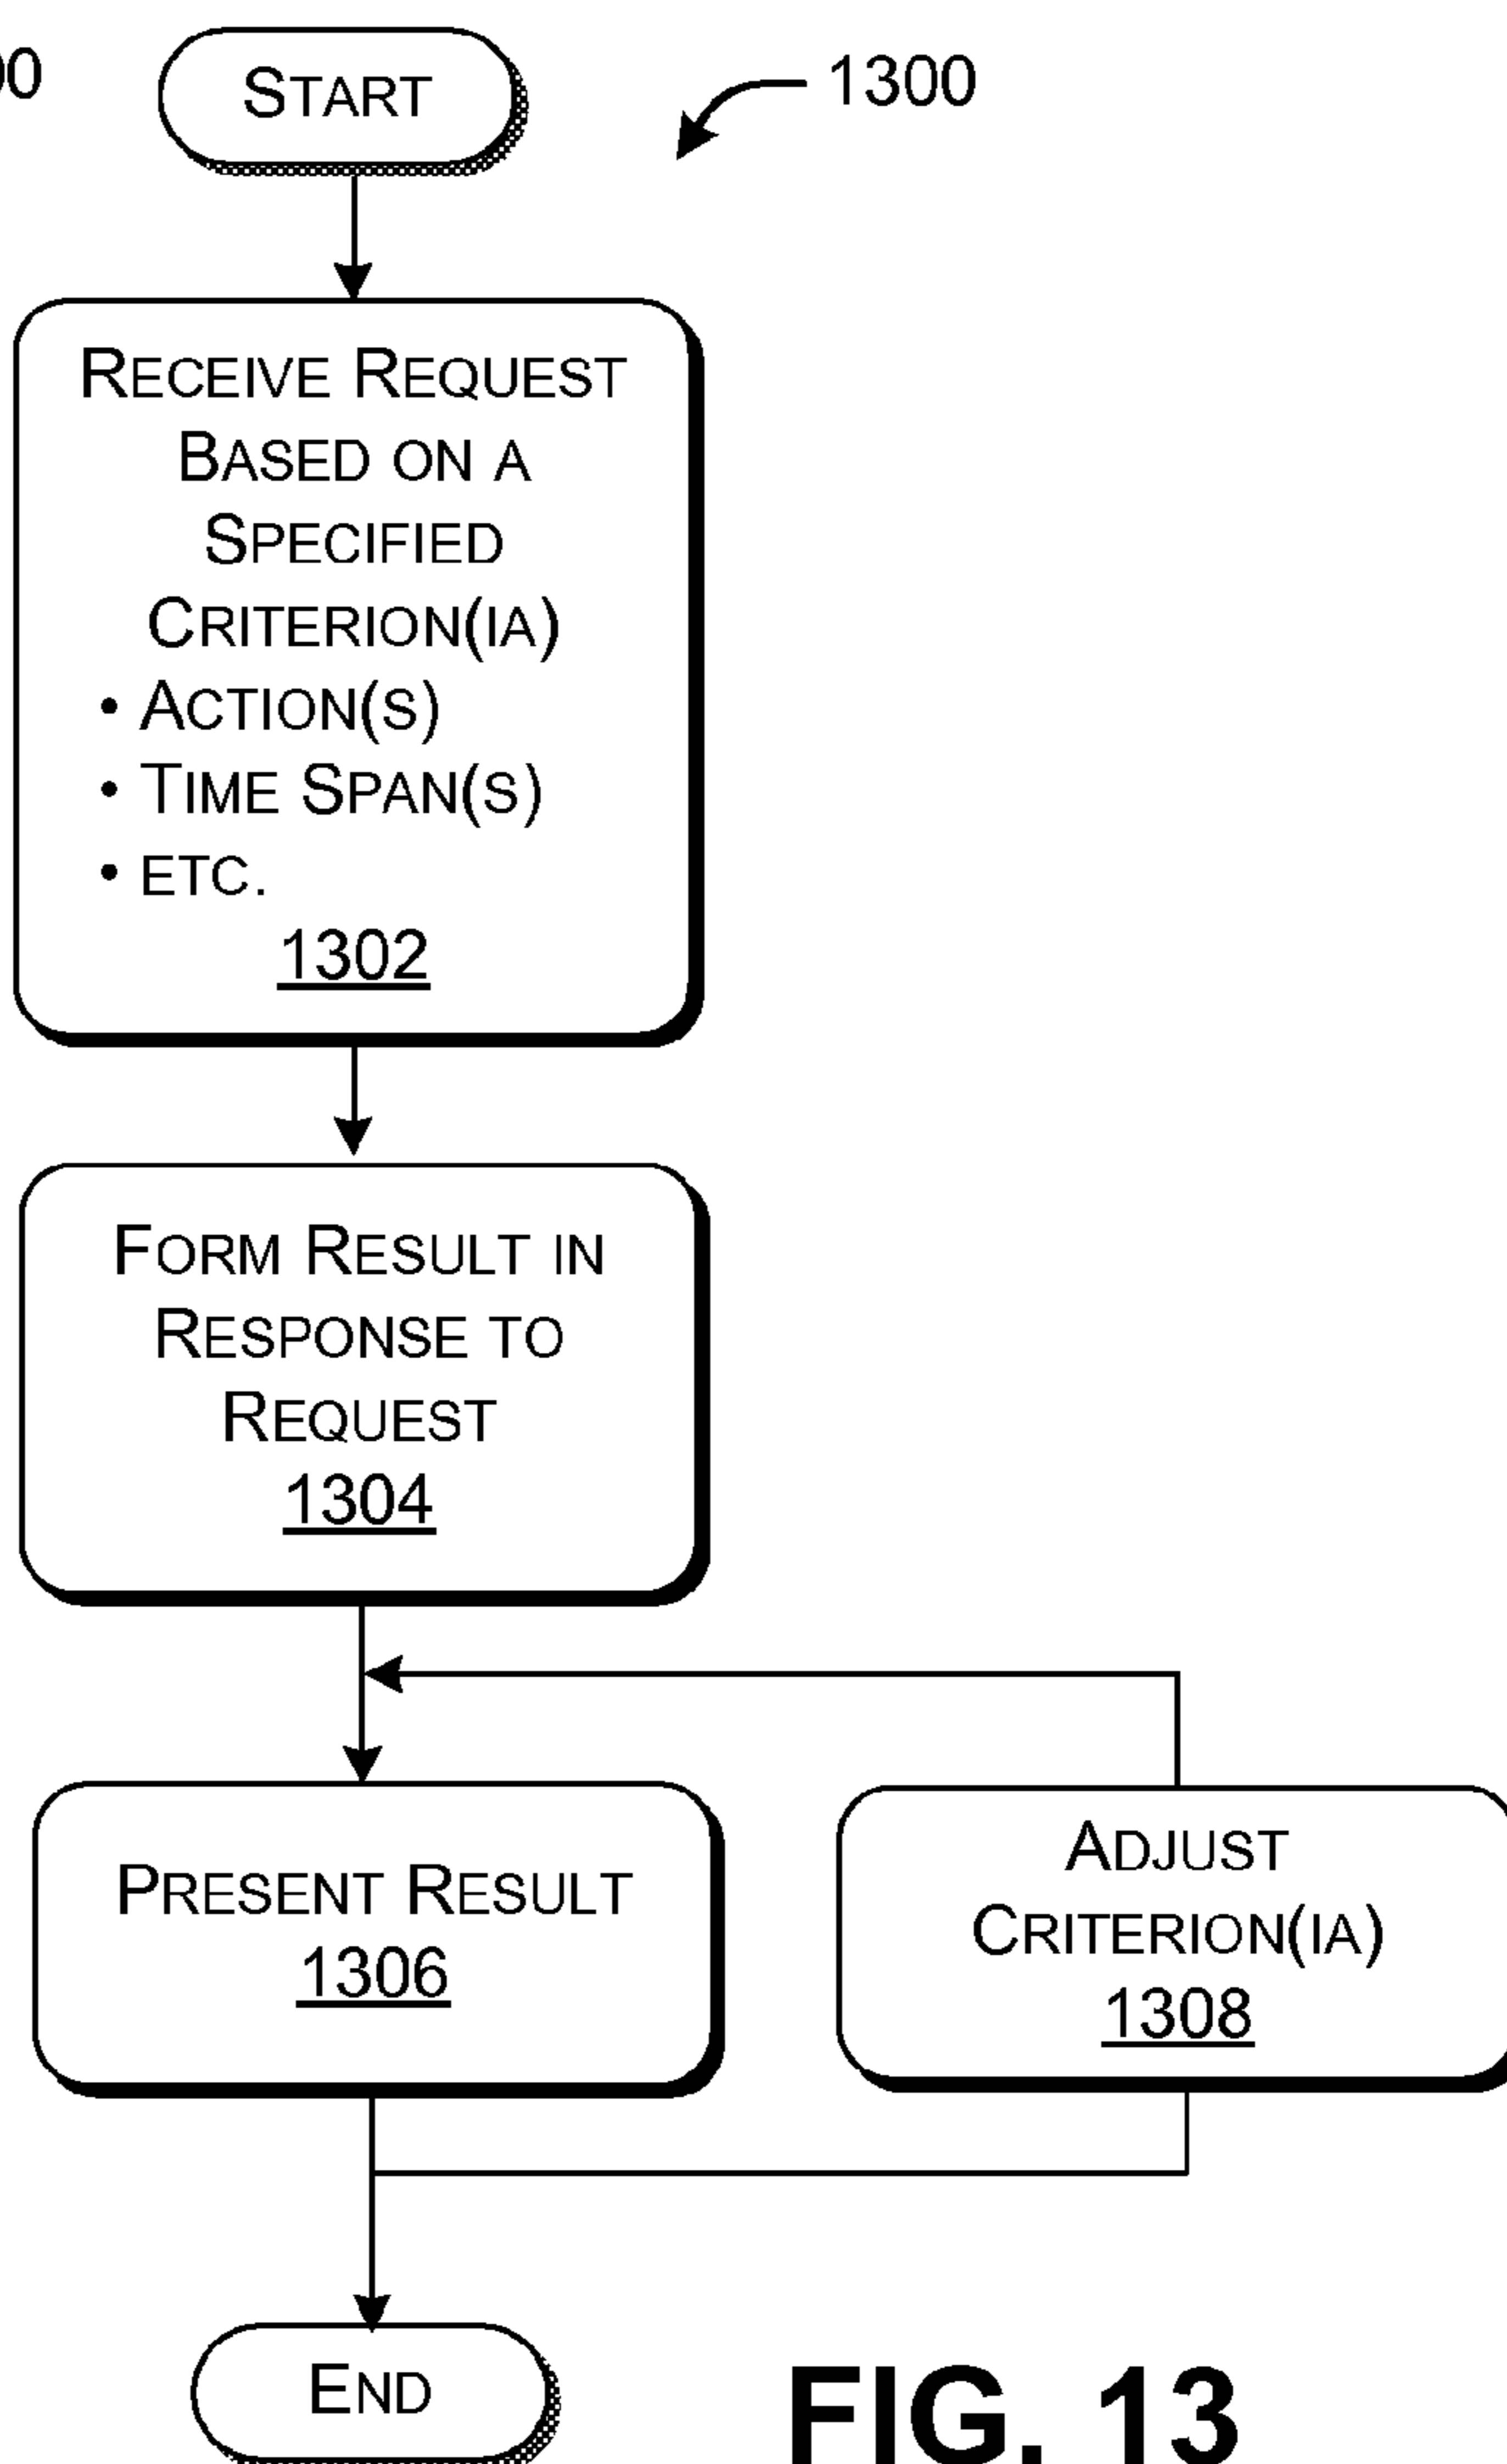 START
1300
RECEIVE REQUEST
BASED ON A
SPECIFIED
CRITERION(IA)
• ACTION(S)
• TIME SPAN(S)
• ETC.
1302
FORM RESULT IN
RESPONSE TO
REQUEST
1304
PRESENT RESULT
1306
ADJUST
CRITERION(IA)
1308
END
FIG. 13